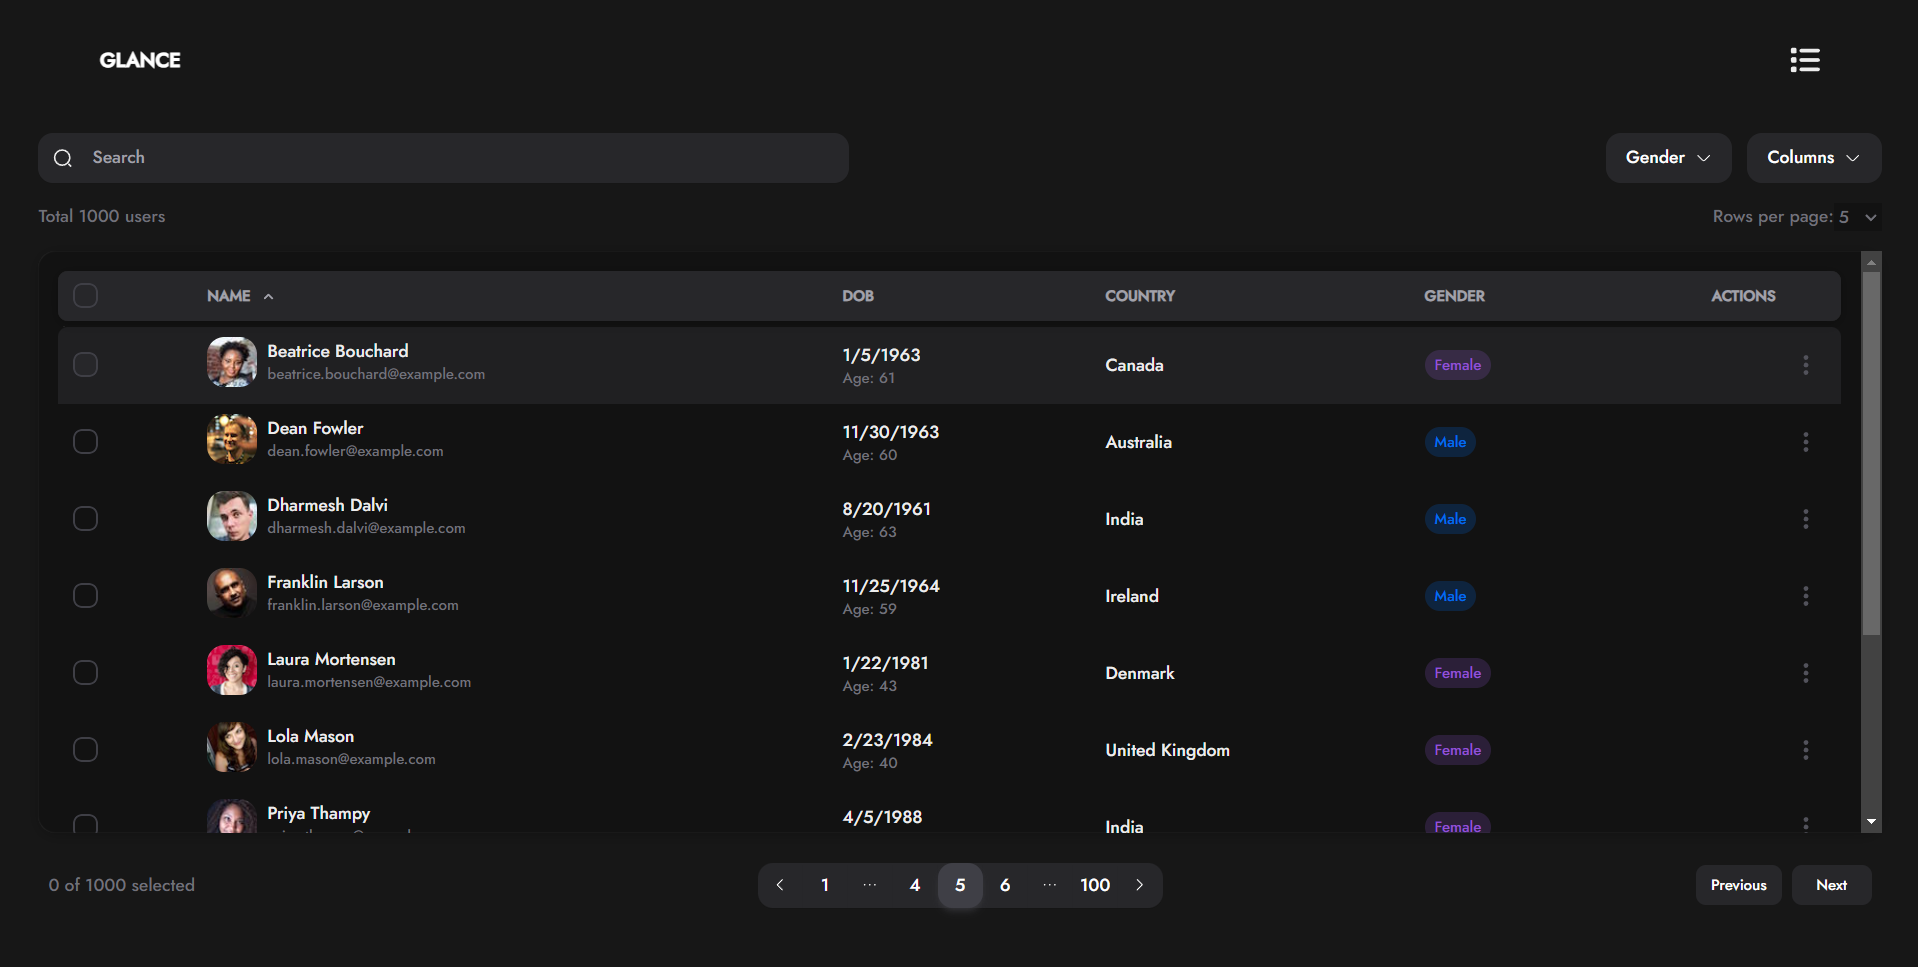 GLANCE
Search
Gender
Columns
Total 1000 users
Rows per page: 5
NAME DOB COUNTRY GENDER ACTIONS
Beatrice Bouchard
beatrice.bouchard@example.com
1/5/1963
Age: 61
Canada
Female
Dean Fowler
dean.fowler@example.com
11/30/1963
Age: 60
Australia
Male
Dharmesh Dalvi
dharmesh.dalvi@example.com
8/20/1961
Age: 63
India
Male
Franklin Larson
franklin.larson@example.com
11/25/1964
Age: 59
Ireland
Male
Laura Mortensen
laura.mortensen@example.com
1/22/1981
Age: 43
Denmark
Female
Lola Mason
lola.mason@example.com
2/23/1984
Age: 40
United Kingdom
Female
Priya Thampy
4/5/1988
India
Female
0 of 1000 selected
1 ... 4 5 6 ... 100
Previous
Next